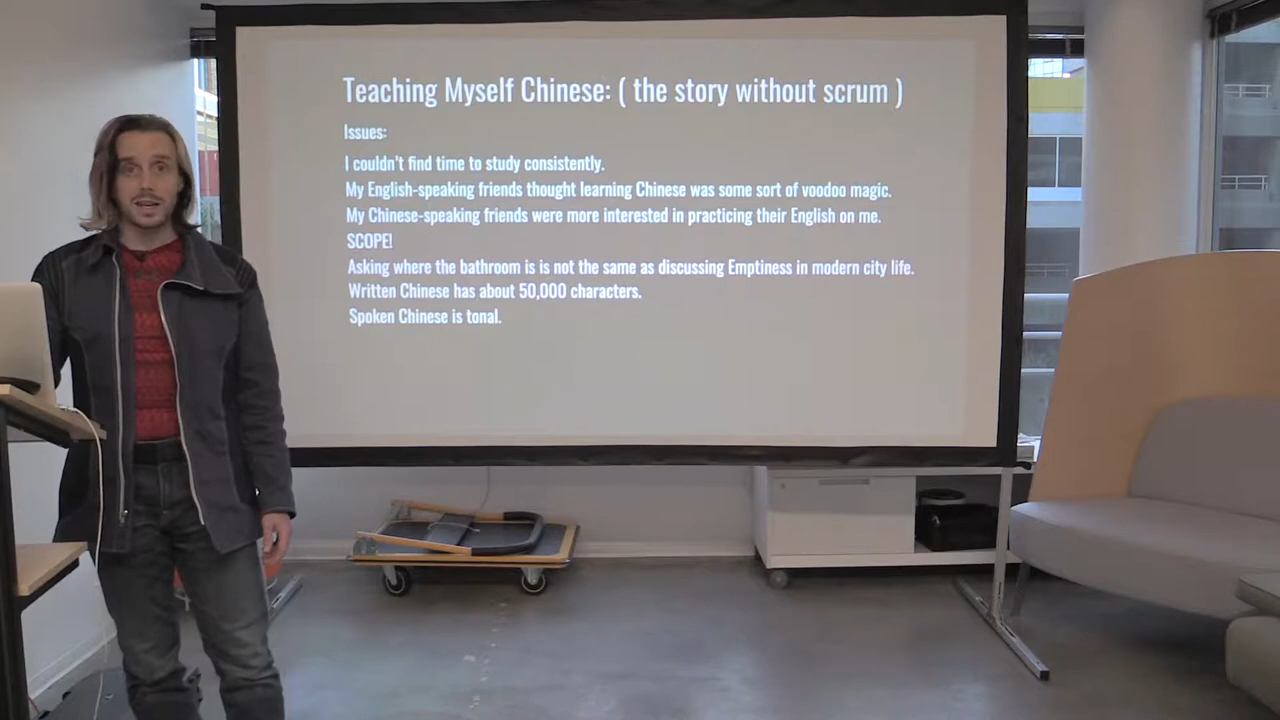 Teaching Myself Chinese: ( the story without scrum )
Issues:
I couldn't find time to study consistently.
My English-speaking friends thought learning Chinese was some sort of voodoo magic.
My Chinese-speaking friends were more interested in practicing their English on me.
SCOPE!
Asking where the bathroom is is not the same as discussing Emptiness in modern city life.
Written Chinese has about 50,000 characters.
Spoken Chinese is tonal.